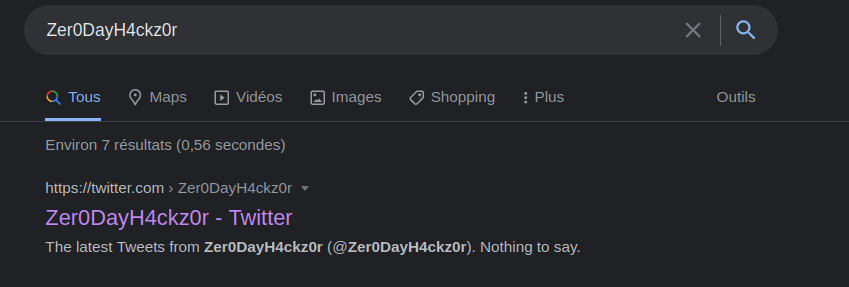 Zer0DayH4ckz0r
Tous Maps Vidéos Images Shopping Plus Outils
Environ 7 résultats (0,56 secondes)
https://twitter.com › Zer0DayH4ckz0r
Zer0DayH4ckz0r - Twitter
The latest Tweets from Zer0DayH4ckz0r (@Zer0DayH4ckz0r). Nothing to say.